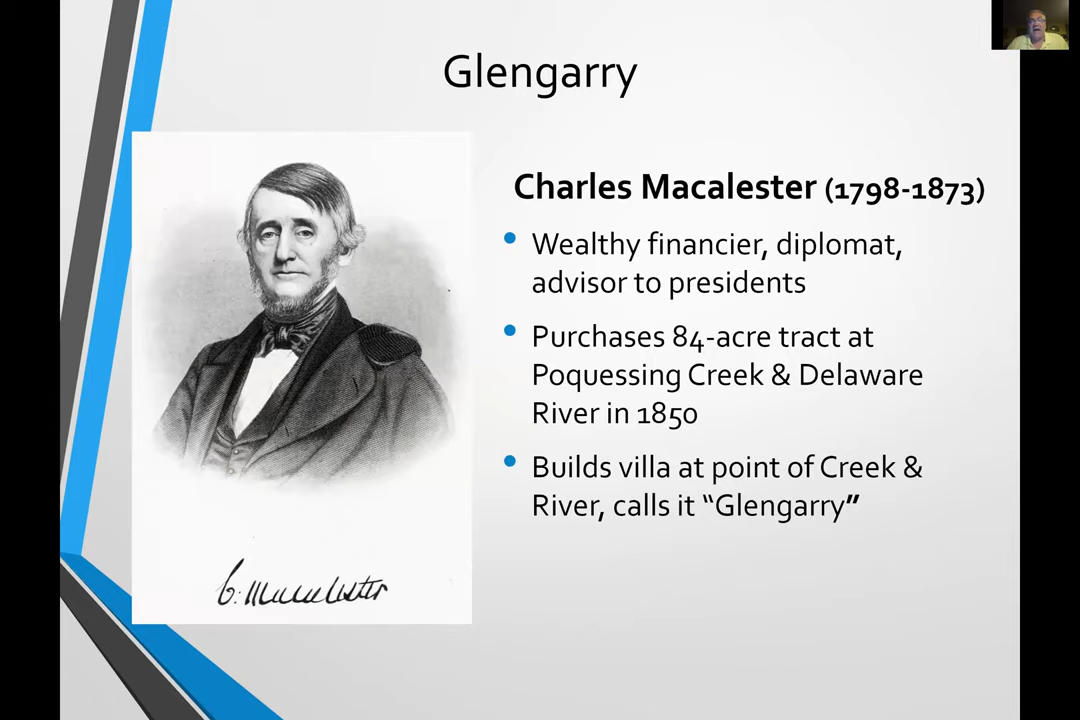 Glengarry
Charles Macalester (1798-1873)
Wealthy financier, diplomat,
advisor to presidents
Purchases 84-acre tract at
Poquessing Creek & Delaware
River in 1850
Builds villa at point of Creek &
River, calls it “Glengarry”
C. Macalester